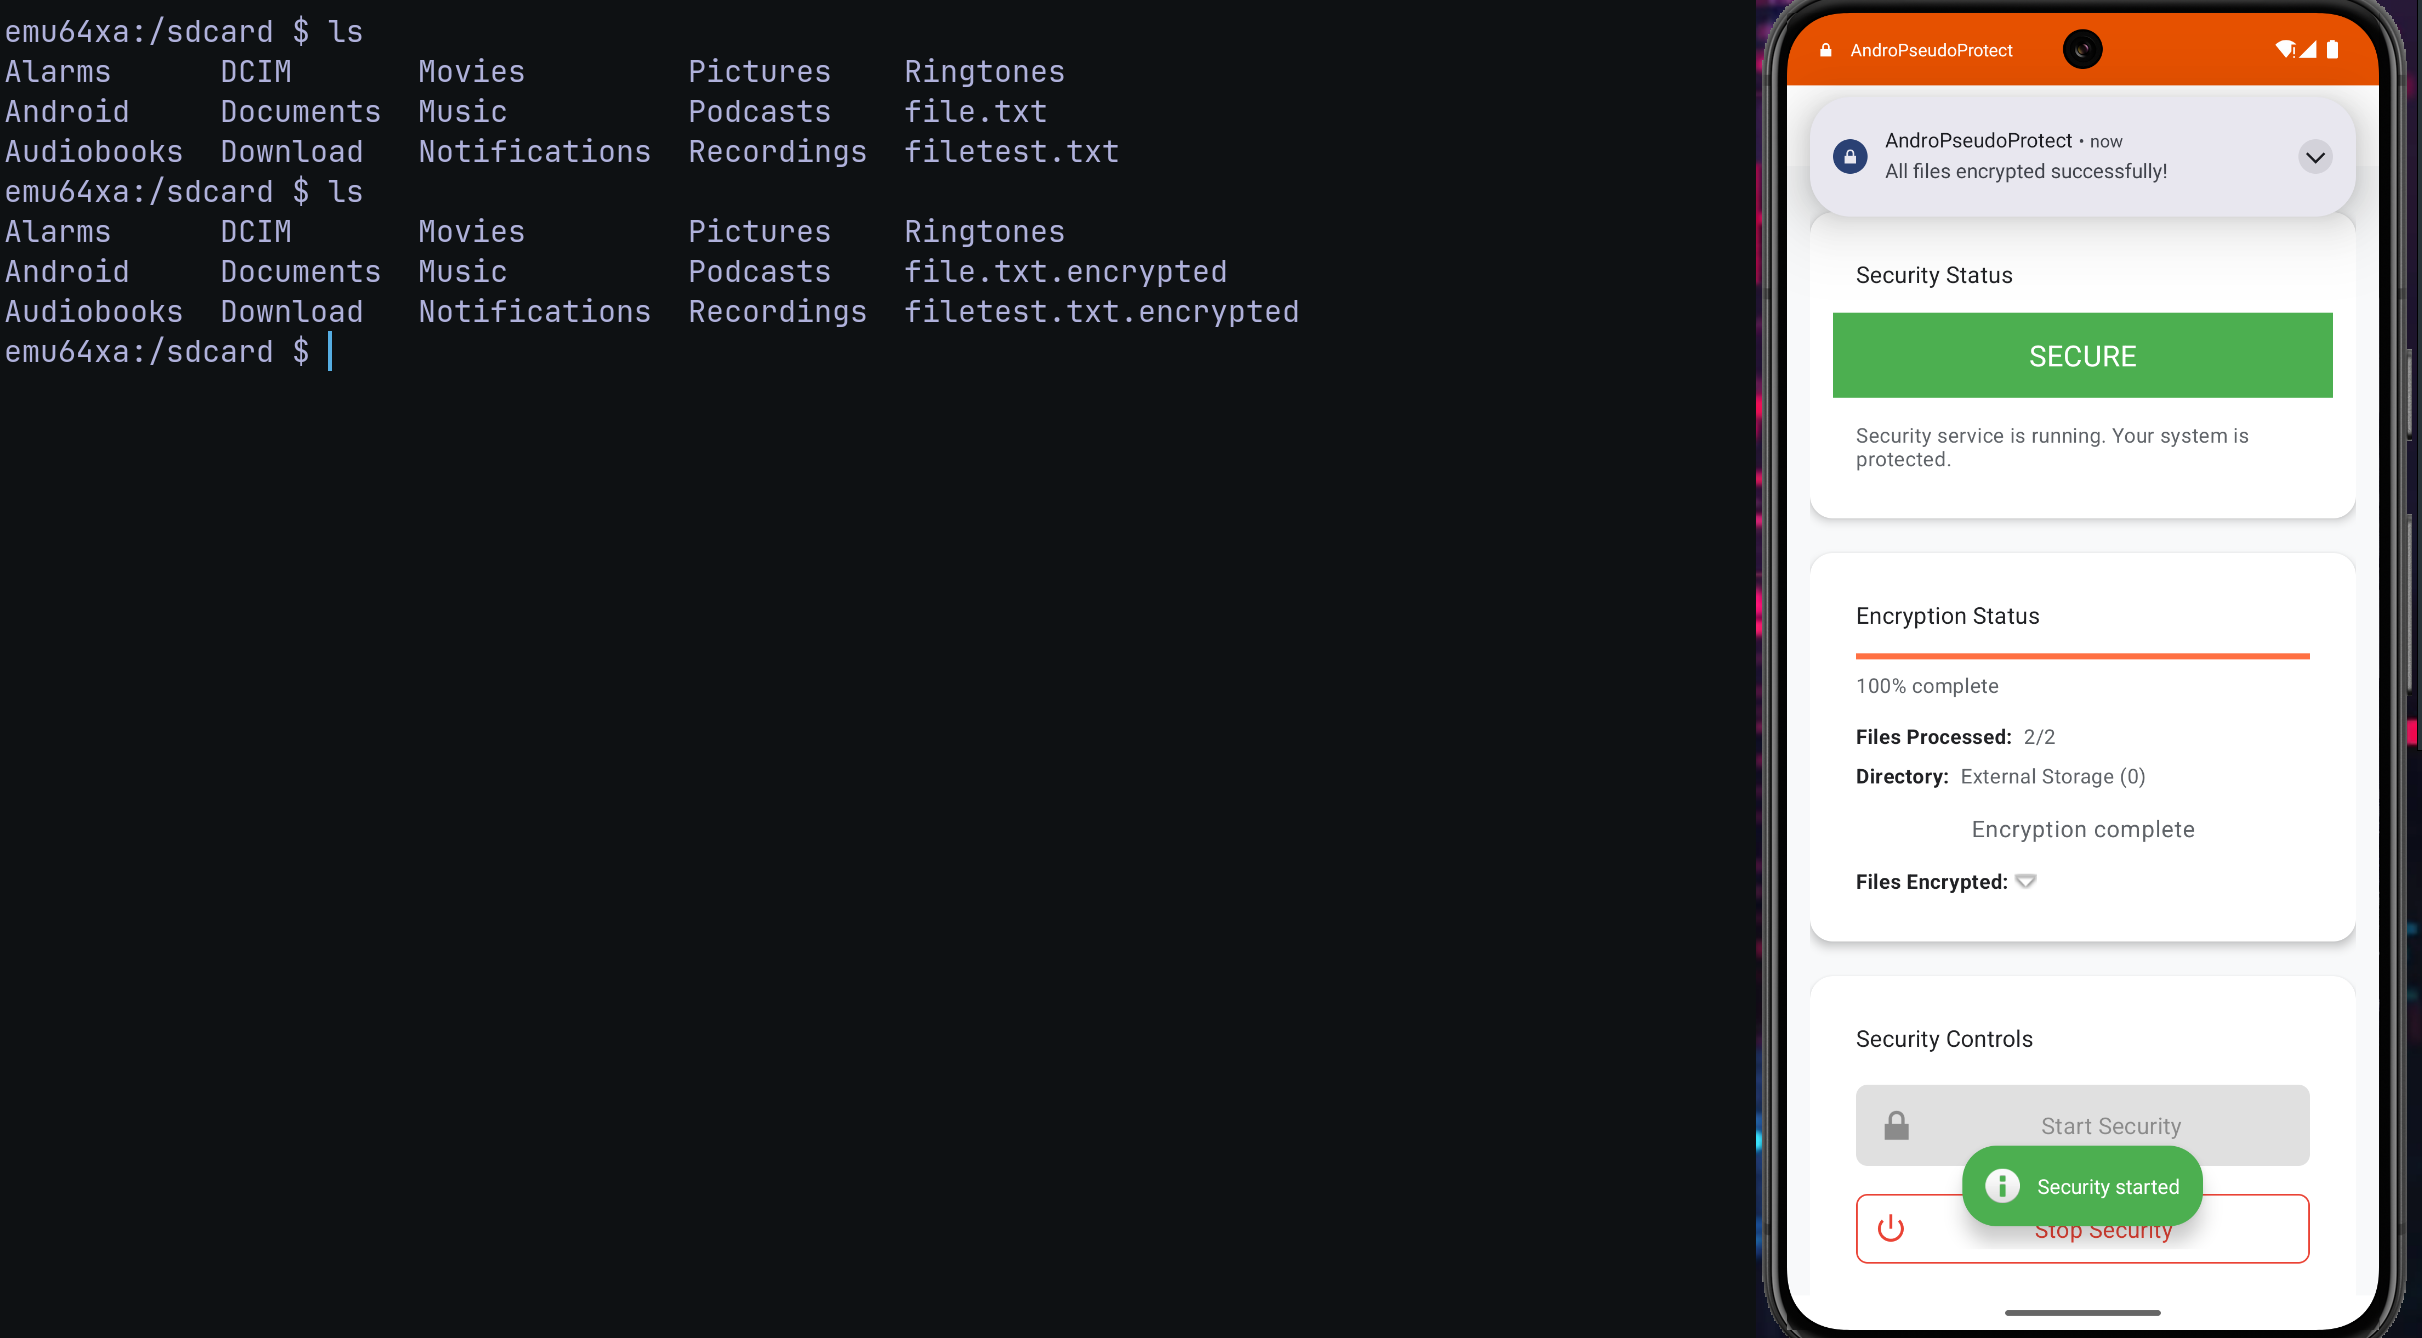 emu64xa:/sdcard $ ls
Alarms DCIM Movies Pictures Ringtones
Android Documents Music Podcasts file.txt
Audiobooks Download Notifications Recordings filetest.txt
emu64xa:/sdcard $ ls
Alarms DCIM Movies Pictures Ringtones
Android Documents Music Podcasts file.txt.encrypted
Audiobooks Download Notifications Recordings filetest.txt.encrypted
emu64xa:/sdcard $
AndroPseudoProtect
AndroPseudoProtect • now
All files encrypted successfully!
Security Status
SECURE
Security service is running. Your system is
protected.
Encryption Status
100% complete
Files Processed: 2/2
Directory: External Storage (0)
Encryption complete
Files Encrypted:
Security Controls
Start Security
Security started
Stop Security